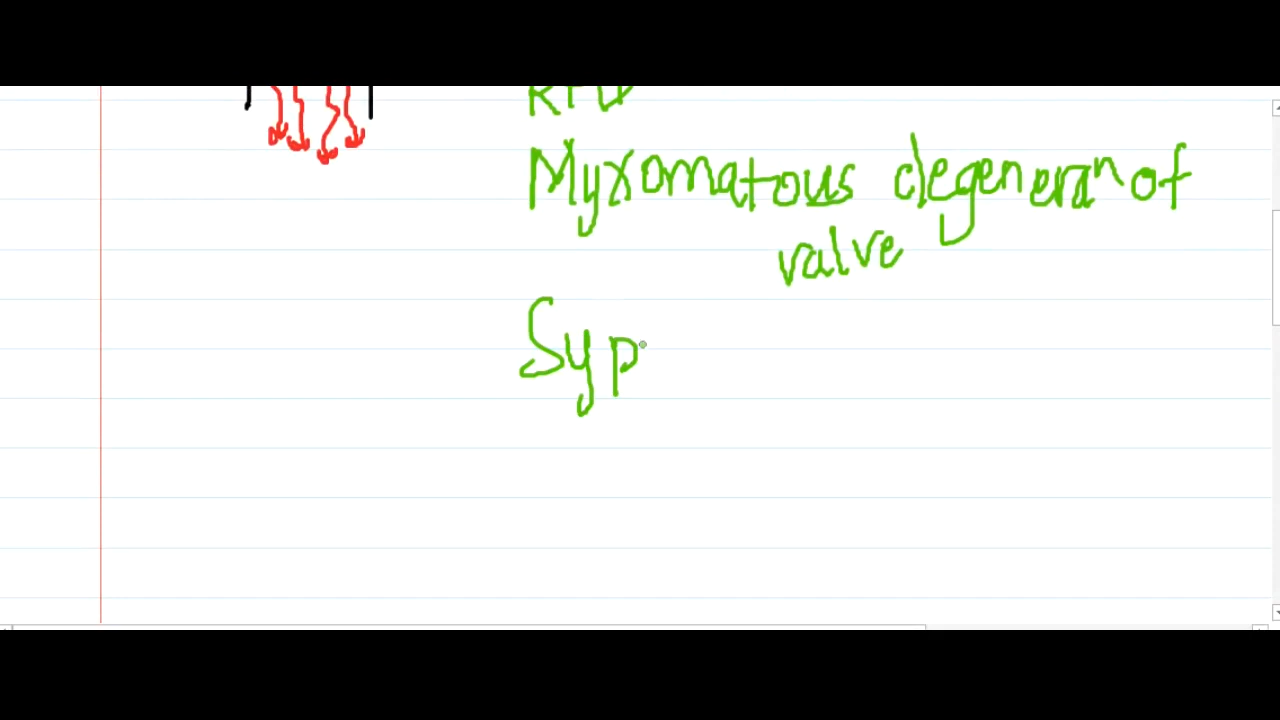 Myxomatous degeneraⁿ of
valve
Syp